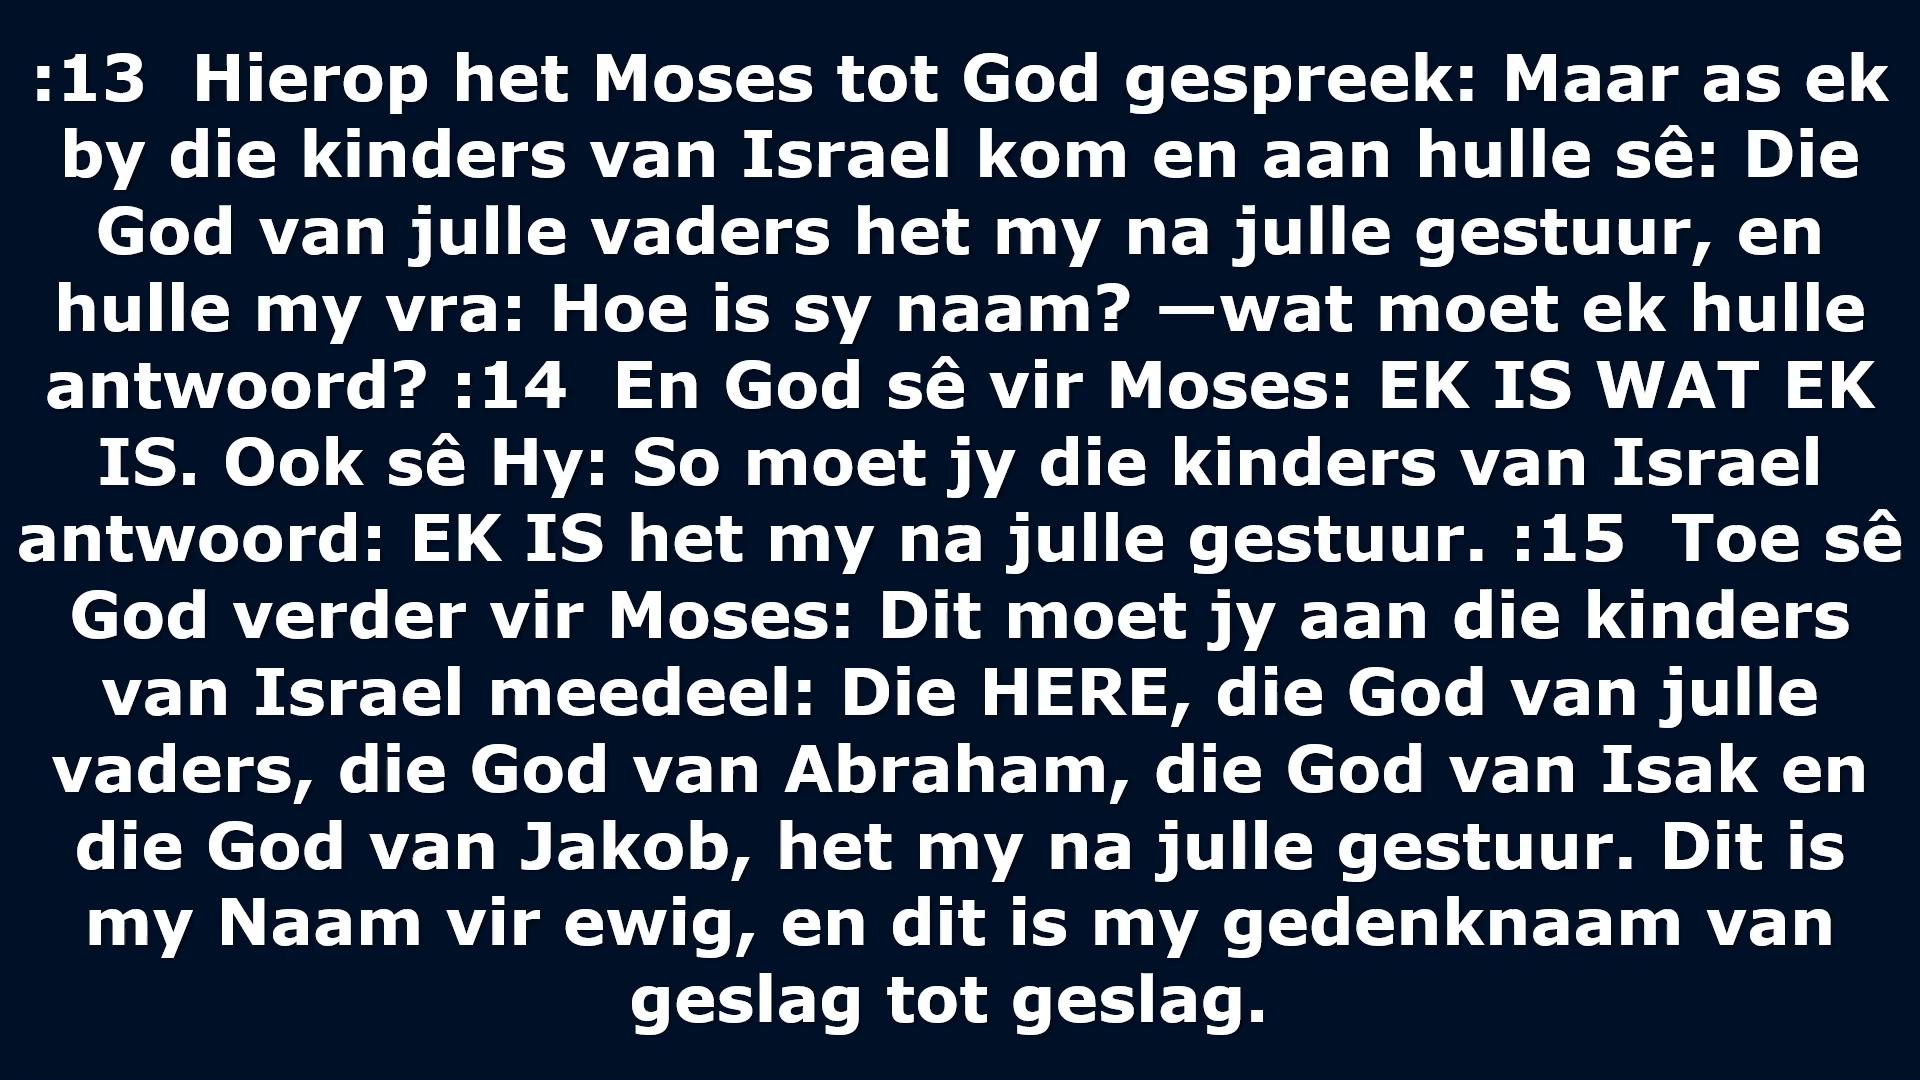 :13  Hierop het Moses tot God gespreek: Maar as ek
by die kinders van Israel kom en aan hulle sê: Die
God van julle vaders het my na julle gestuur, en
hulle my vra: Hoe is sy naam? —wat moet ek hulle
antwoord? :14  En God sê vir Moses: EK IS WAT EK
IS. Ook sê Hy: So moet jy die kinders van Israel
antwoord: EK IS het my na julle gestuur. :15  Toe sê
God verder vir Moses: Dit moet jy aan die kinders
van Israel meedeel: Die HERE, die God van julle
vaders, die God van Abraham, die God van Isak en
die God van Jakob, het my na julle gestuur. Dit is
my Naam vir ewig, en dit is my gedenknaam van
geslag tot geslag.